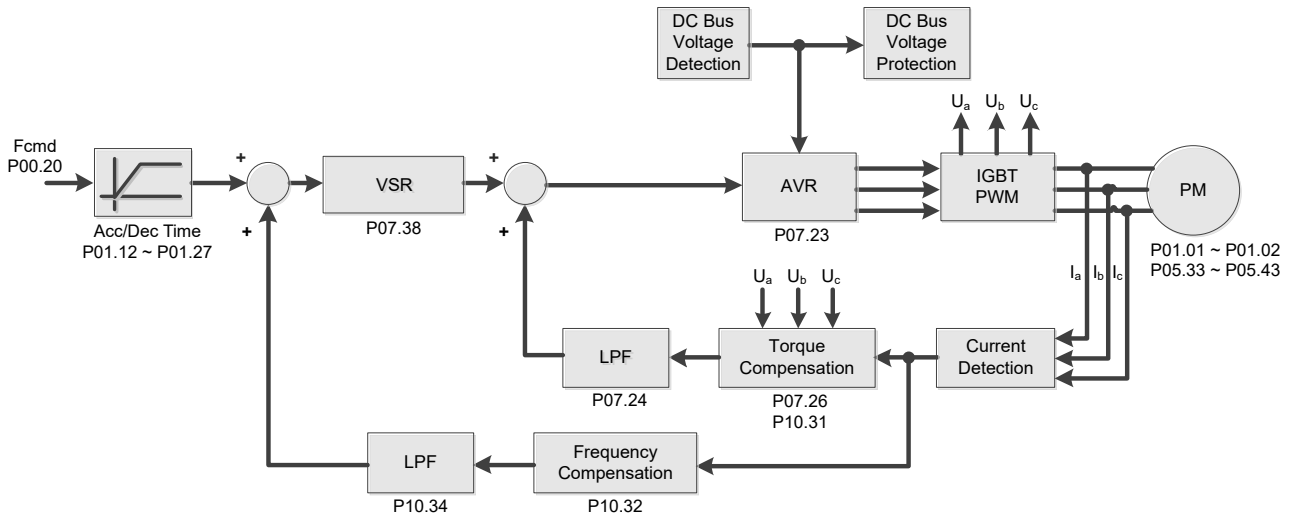 DC Bus
Voltage
Detection
DC Bus
Voltage
Protection
Ua
Ub
Uc
Fcmd
P00.20
+
+
VSR
AVR
IGBT
PWM
PM
Acc/Dec Time
P01.12 ~ P01.27
+
P07.38
+
P07.23
P01.01 ~ P01.02
P05.33 ~ P05.43
Ua
Ub
Uc
Ia
Ib
Ic
LPF
Torque
Compensation
Current
Detection
P07.24
P07.26
P10.31
LPF
Frequency
Compensation
P10.34
P10.32